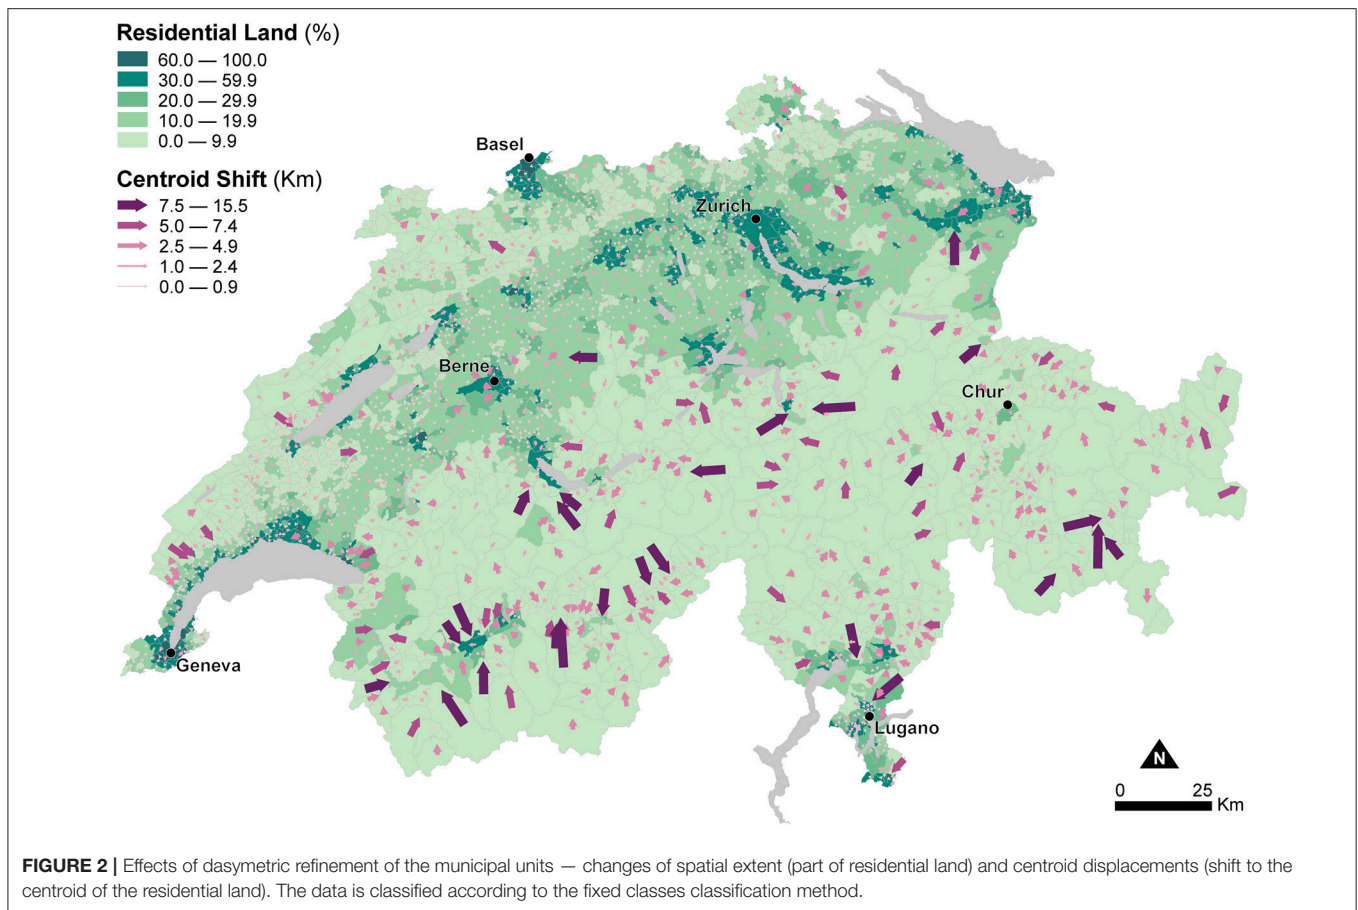 Residential Land (%)
60.0 — 100.0
30.0 — 59.9
20.0 — 29.9
10.0 — 19.9
0.0 — 9.9
Centroid Shift (Km)
7.5 — 15.5
5.0 — 7.4
2.5 — 4.9
1.0 — 2.4
0.0 — 0.9
Basel
Zurich
Berne
Chur
Geneva
Lugano
N
0 25
Km
FIGURE 2 | Effects of dasymetric refinement of the municipal units — changes of spatial extent (part of residential land) and centroid displacements (shift to the
centroid of the residential land). The data is classified according to the fixed classes classification method.